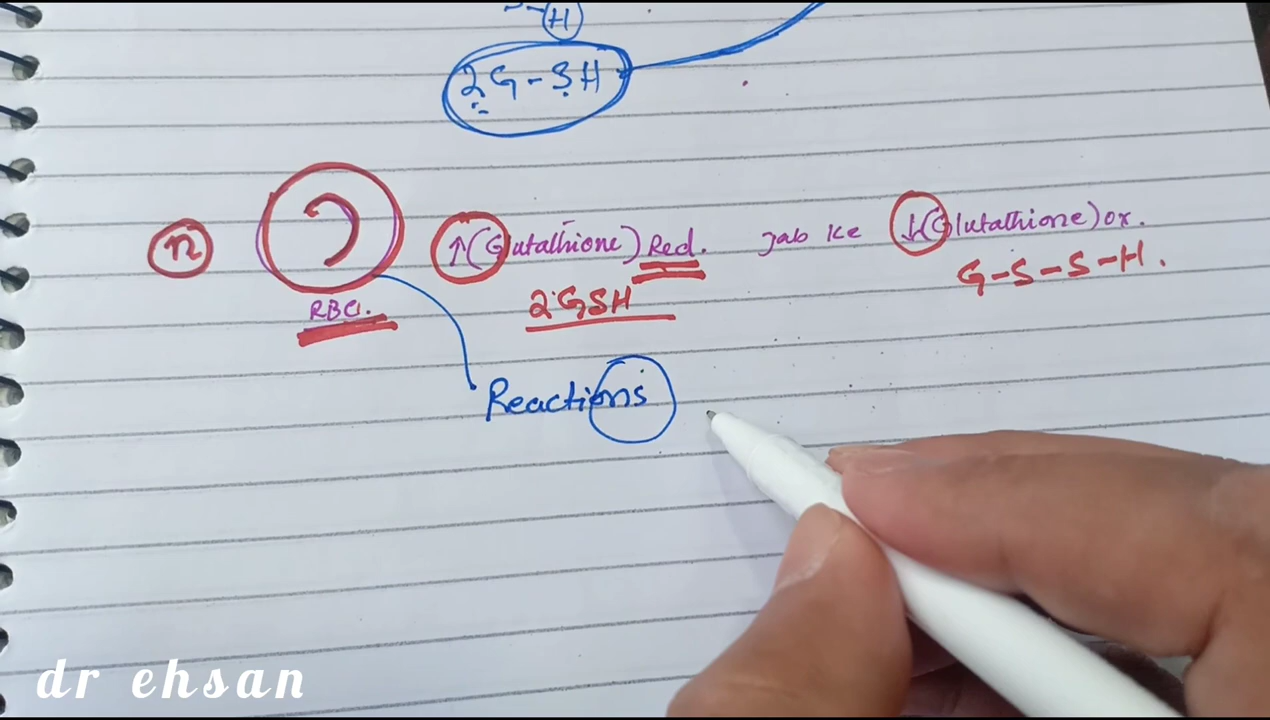 H
2G-SH
n ↑(Glutathione) Red. Jab ke ↓(Glutathione) ox.
RBC. 2GSH G-S-S-H.
Reactions
dr ehsan